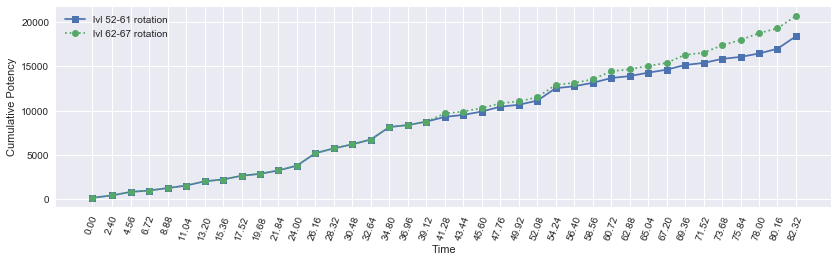 lvl 52-61 rotation
lvl 62-67 rotation
Cumulative Potency
20000
15000
10000
5000
0
0.00 2.40 4.56 6.72 8.88 11.04 13.20 15.36 17.52 19.68 21.84 24.00 26.16 28.32 30.48 32.64 34.80 36.96 39.12 41.28 43.44 45.60 47.76 49.92 52.08 54.24 56.40 58.56 60.72 62.88 65.04 67.20 69.36 71.52 73.68 75.84 78.00 80.16 82.32
Time